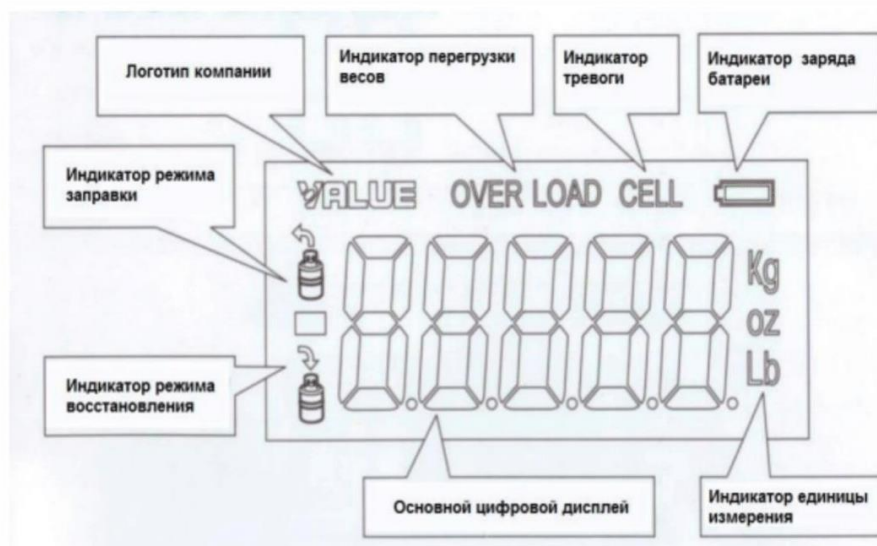 Логотип компании
Индикатор перегрузки
весов
Индикатор
тревоги
Индикатор заряда
батареи
Индикатор режима
заправки
VALUE OVER LOAD CELL
Kg
oz
Lb
Индикатор режима
восстановления
Основной цифровой дисплей
Индикатор единицы
измерения